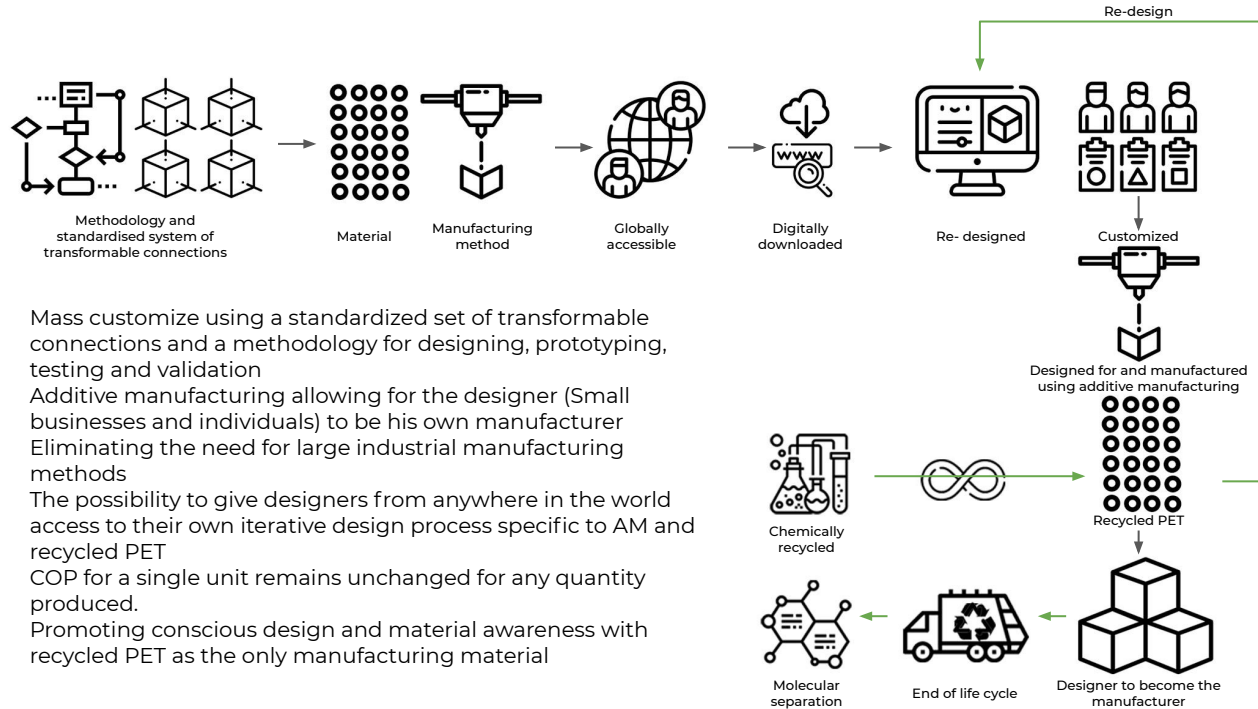 Re-design
www
Methodology and
standardised system of
transformable connections
Material
Manufacturing
method
Globally
accessible
Digitally
downloaded
Re- designed
Customized
Designed for and manufactured
using additive manufacturing
Mass customize using a standardized set of transformable
connections and a methodology for designing, prototyping,
testing and validation
Additive manufacturing allowing for the designer (Small
businesses and individuals) to be his own manufacturer
Eliminating the need for large industrial manufacturing
methods
The possibility to give designers from anywhere in the world
access to their own iterative design process specific to AM and
recycled PET
COP for a single unit remains unchanged for any quantity
produced.
Promoting conscious design and material awareness with
recycled PET as the only manufacturing material
Recycled PET
Chemically
recycled
Molecular
separation
End of life cycle
Designer to become the
manufacturer